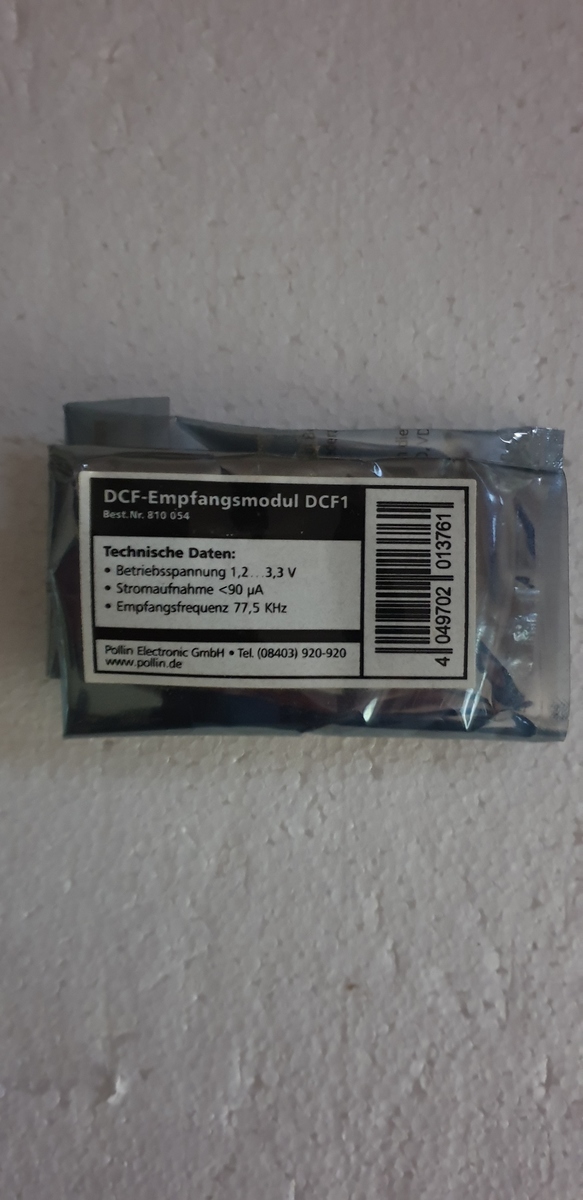 DCF-Empfangsmodul DCF1
Best.Nr. 810 054
Technische Daten:
• Betriebsspannung 1,2...3,3 V
• Stromaufnahme <90 µA
• Empfangsfrequenz 77,5 KHz
Pollin Electronic GmbH • Tel. (08403) 920-920
www.pollin.de
4 049702 013761